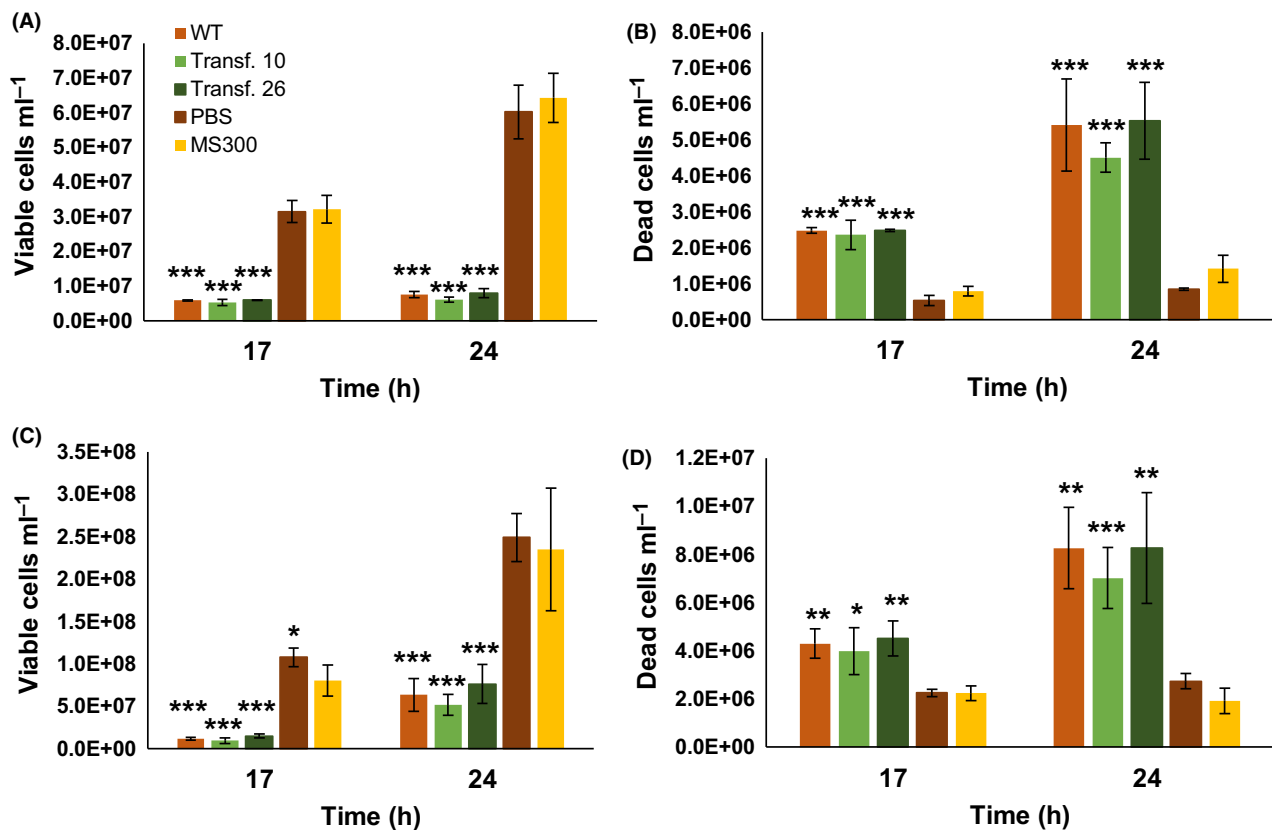 (A)
WT
Transf. 10
Transf. 26
PBS
MS300
Viable cells ml−1
8.0E+07
7.0E+07
6.0E+07
5.0E+07
4.0E+07
3.0E+07
2.0E+07
1.0E+07
0.0E+00
*** *** *** *** *** ***
17 24
Time (h)
(B)
Dead cells ml−1
8.0E+06
7.0E+06
6.0E+06
5.0E+06
4.0E+06
3.0E+06
2.0E+06
1.0E+06
0.0E+00
*** *** *** *** *** ***
17 24
Time (h)
(C)
Viable cells ml−1
3.5E+08
3.0E+08
2.5E+08
2.0E+08
1.5E+08
1.0E+08
5.0E+07
0.0E+00
*** *** *** * *** *** ***
17 24
Time (h)
(D)
Dead cells ml−1
1.2E+07
1.0E+07
8.0E+06
6.0E+06
4.0E+06
2.0E+06
0.0E+00
** * ** ** *** **
17 24
Time (h)